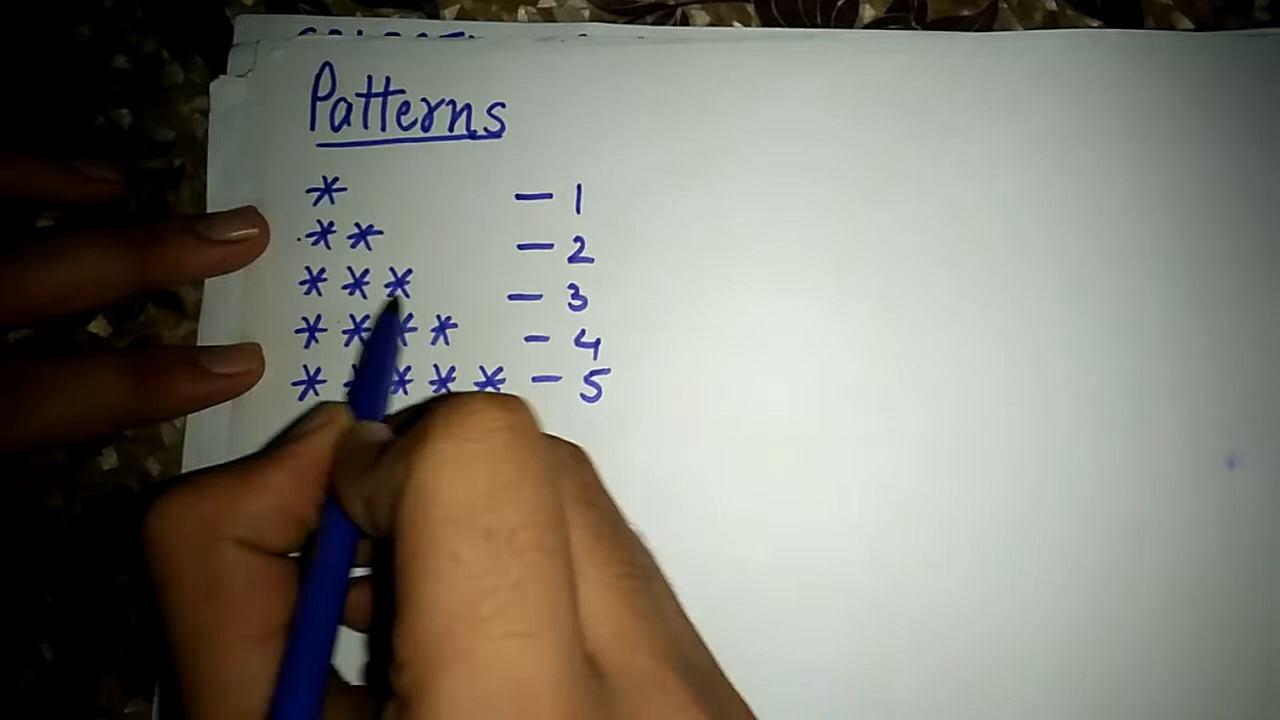 Patterns
* - 1
* * - 2
* * * - 3
* * * * - 4
* * * * * - 5